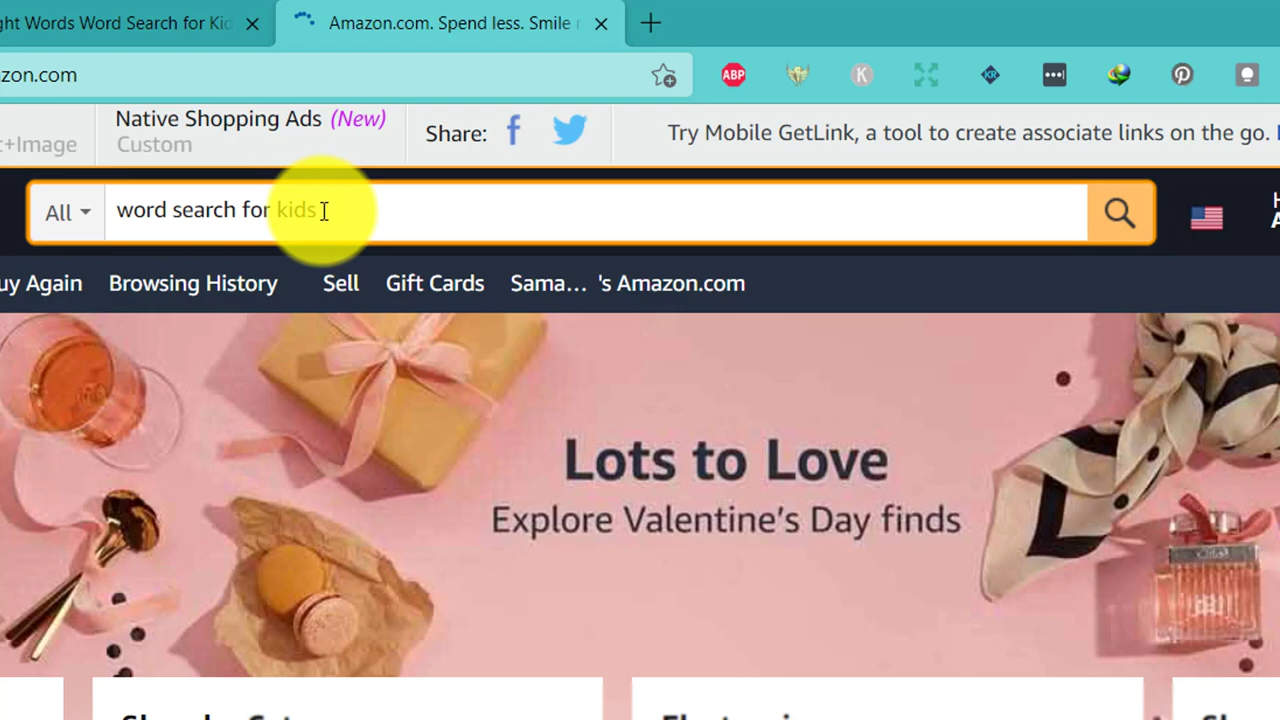 ght Words Word Search for Ki
Amazon.com. Spend less. Smile
zon.com
ABP
K
KR
Native Shopping Ads (New)
t+Image
Custom
Share:
Try Mobile GetLink, a tool to create associate links on the go.
All
word search for kids
uy Again
Browsing History
Sell
Gift Cards
Sama... 's Amazon.com
Lots to Love
Explore Valentine's Day finds